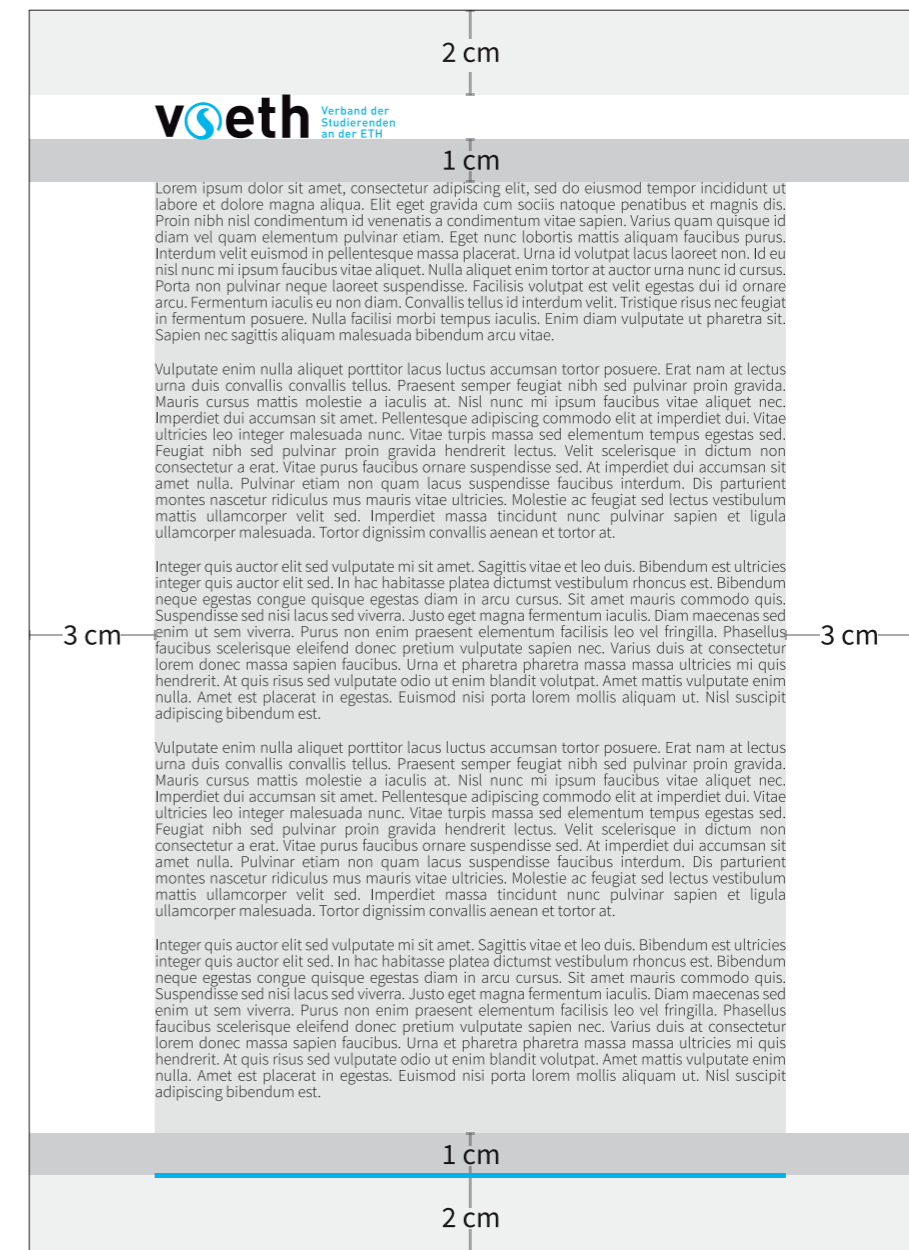 2 cm
vseth Verband der
Studierenden
an der ETH
1 cm
Lorem ipsum dolor sit amet, consectetur adipiscing elit, sed do eiusmod tempor incididunt ut
labore et dolore magna aliqua. Elit eget gravida cum sociis natoque penatibus et magnis dis.
Proin nibh nisl condimentum id venenatis a condimentum vitae sapien. Varius quam quisque id
diam vel quam elementum pulvinar etiam. Eget nunc lobortis mattis aliquam faucibus purus.
Interdum velit euismod in pellentesque massa placerat. Urna id volutpat lacus laoreet non. Id eu
nisl nunc mi ipsum faucibus vitae aliquet. Nulla aliquet enim tortor at auctor urna nunc id cursus.
Porta non pulvinar neque laoreet suspendisse. Facilisis volutpat est velit egestas dui id ornare
arcu. Fermentum iaculis eu non diam. Convallis tellus id interdum velit. Tristique risus nec feugiat
in fermentum posuere. Nulla facilisi morbi tempus iaculis. Enim diam vulputate ut pharetra sit.
Sapien nec sagittis aliquam malesuada bibendum arcu vitae.
Vulputate enim nulla aliquet porttitor lacus luctus accumsan tortor posuere. Erat nam at lectus
urna duis convallis convallis tellus. Praesent semper feugiat nibh sed pulvinar proin gravida.
Mauris cursus mattis molestie a iaculis at. Nisl nunc mi ipsum faucibus vitae aliquet nec.
Imperdiet dui accumsan sit amet. Pellentesque adipiscing commodo elit at imperdiet dui. Vitae
ultricies leo integer malesuada nunc. Vitae turpis massa sed elementum tempus egestas sed.
Feugiat nibh sed pulvinar proin gravida hendrerit lectus. Velit scelerisque in dictum non
consectetur a erat. Vitae purus faucibus ornare suspendisse sed. At imperdiet dui accumsan sit
amet nulla. Pulvinar etiam non quam lacus suspendisse faucibus interdum. Dis parturient
montes nascetur ridiculus mus mauris vitae ultricies. Molestie ac feugiat sed lectus vestibulum
mattis ullamcorper velit sed. Imperdiet massa tincidunt nunc pulvinar sapien et ligula
ullamcorper malesuada. Tortor dignissim convallis aenean et tortor at.
Integer quis auctor elit sed vulputate mi sit amet. Sagittis vitae et leo duis. Bibendum est ultricies
integer quis auctor elit sed. In hac habitasse platea dictumst vestibulum rhoncus est. Bibendum
neque egestas congue quisque egestas diam in arcu cursus. Sit amet mauris commodo quis.
Suspendisse sed nisi lacus sed viverra. Justo eget magna fermentum iaculis. Diam maecenas sed
3 cm enim ut sem viverra. Purus non enim praesent elementum facilisis leo vel fringilla. Phasellus 3 cm
faucibus scelerisque eleifend donec pretium vulputate sapien nec. Varius duis at consectetur
lorem donec massa sapien faucibus. Urna et pharetra pharetra massa massa ultricies mi quis
hendrerit. At quis risus sed vulputate odio ut enim blandit volutpat. Amet mattis vulputate enim
nulla. Amet est placerat in egestas. Euismod nisi porta lorem mollis aliquam ut. Nisl suscipit
adipiscing bibendum est.
Vulputate enim nulla aliquet porttitor lacus luctus accumsan tortor posuere. Erat nam at lectus
urna duis convallis convallis tellus. Praesent semper feugiat nibh sed pulvinar proin gravida.
Mauris cursus mattis molestie a iaculis at. Nisl nunc mi ipsum faucibus vitae aliquet nec.
Imperdiet dui accumsan sit amet. Pellentesque adipiscing commodo elit at imperdiet dui. Vitae
ultricies leo integer malesuada nunc. Vitae turpis massa sed elementum tempus egestas sed.
Feugiat nibh sed pulvinar proin gravida hendrerit lectus. Velit scelerisque in dictum non
consectetur a erat. Vitae purus faucibus ornare suspendisse sed. At imperdiet dui accumsan sit
amet nulla. Pulvinar etiam non quam lacus suspendisse faucibus interdum. Dis parturient
montes nascetur ridiculus mus mauris vitae ultricies. Molestie ac feugiat sed lectus vestibulum
mattis ullamcorper velit sed. Imperdiet massa tincidunt nunc pulvinar sapien et ligula
ullamcorper malesuada. Tortor dignissim convallis aenean et tortor at.
Integer quis auctor elit sed vulputate mi sit amet. Sagittis vitae et leo duis. Bibendum est ultricies
integer quis auctor elit sed. In hac habitasse platea dictumst vestibulum rhoncus est. Bibendum
neque egestas congue quisque egestas diam in arcu cursus. Sit amet mauris commodo quis.
Suspendisse sed nisi lacus sed viverra. Justo eget magna fermentum iaculis. Diam maecenas sed
enim ut sem viverra. Purus non enim praesent elementum facilisis leo vel fringilla. Phasellus
faucibus scelerisque eleifend donec pretium vulputate sapien nec. Varius duis at consectetur
lorem donec massa sapien faucibus. Urna et pharetra pharetra massa massa ultricies mi quis
hendrerit. At quis risus sed vulputate odio ut enim blandit volutpat. Amet mattis vulputate enim
nulla. Amet est placerat in egestas. Euismod nisi porta lorem mollis aliquam ut. Nisl suscipit
adipiscing bibendum est.
1 cm
2 cm